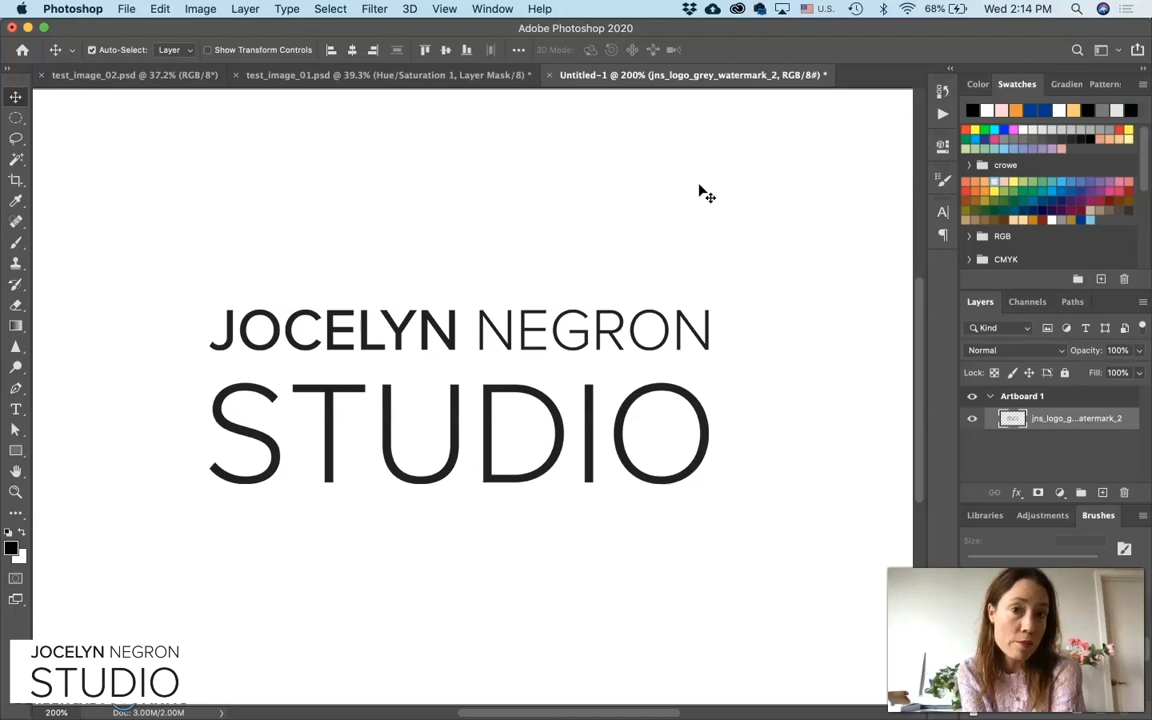 Photoshop File Edit Image Layer Type Select Filter 3D View Window Help U.S. 68% Wed 2:14 PM
Adobe Photoshop 2020
Auto-Select: Layer Show Transform Controls 3D Mode:
test_image_02.psd @ 37.2% (RGB/8*) test_image_01.psd @ 39.3% (Hue/Saturation 1, Layer Mask/8) * Untitled-1 @ 200% (jns_logo_grey_watermark_2, RGB/8#) *
Color Swatches Gradien Pattern:
crowe
RGB
CMYK
Layers Channels Paths
Kind
Normal Opacity: 100%
Lock: Fill: 100%
Artboard 1
jns_logo_g...atermark_2
Libraries Adjustments Brushes
Size:
JOCELYN NEGRON
STUDIO
JOCELYN NEGRON
STUDIO
200% Doc: 3.00M/2.00M